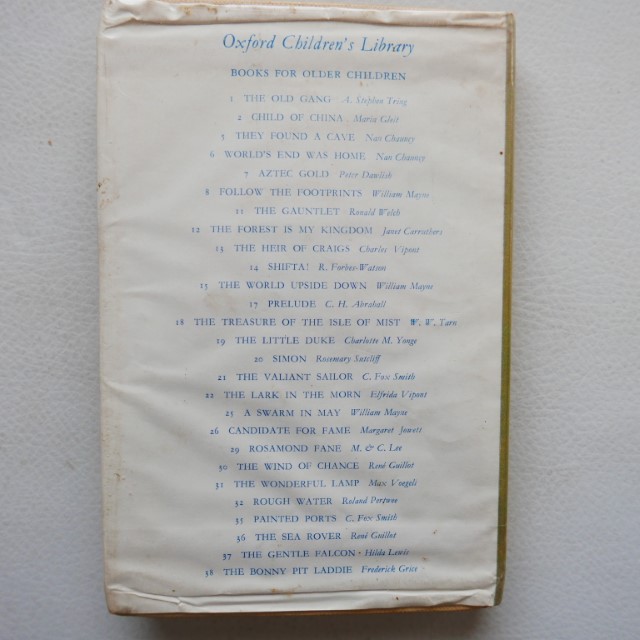 Oxford Children's Library
BOOKS FOR OLDER CHILDREN
1 THE OLD GANG A. Stephen Tring
2 CHILD OF CHINA Maria Gleit
5 THEY FOUND A CAVE Nan Chauncy
6 WORLD'S END WAS HOME Nan Chauncy
7 AZTEC GOLD Peter Dawlish
8 FOLLOW THE FOOTPRINTS William Mayne
11 THE GAUNTLET Ronald Welch
12 THE FOREST IS MY KINGDOM Janet Carruthers
13 THE HEIR OF CRAIGS Charles Vipont
14 SHIFTA! R. Forbes-Watson
15 THE WORLD UPSIDE DOWN William Mayne
17 PRELUDE C. H. Abrahall
18 THE TREASURE OF THE ISLE OF MIST W. W. Tarn
19 THE LITTLE DUKE Charlotte M. Yonge
20 SIMON Rosemary Sutcliff
21 THE VALIANT SAILOR C. Fox Smith
22 THE LARK IN THE MORN Elfrida Vipont
25 A SWARM IN MAY William Mayne
26 CANDIDATE FOR FAME Margaret Jowett
29 ROSAMOND FANE M. & C. Lee
30 THE WIND OF CHANCE René Guillot
31 THE WONDERFUL LAMP Max Voegeli
32 ROUGH WATER Roland Pertwee
35 PAINTED PORTS C. Fox Smith
36 THE SEA ROVER René Guillot
37 THE GENTLE FALCON · Hilda Lewis
38 THE BONNY PIT LADDIE Frederick Grice